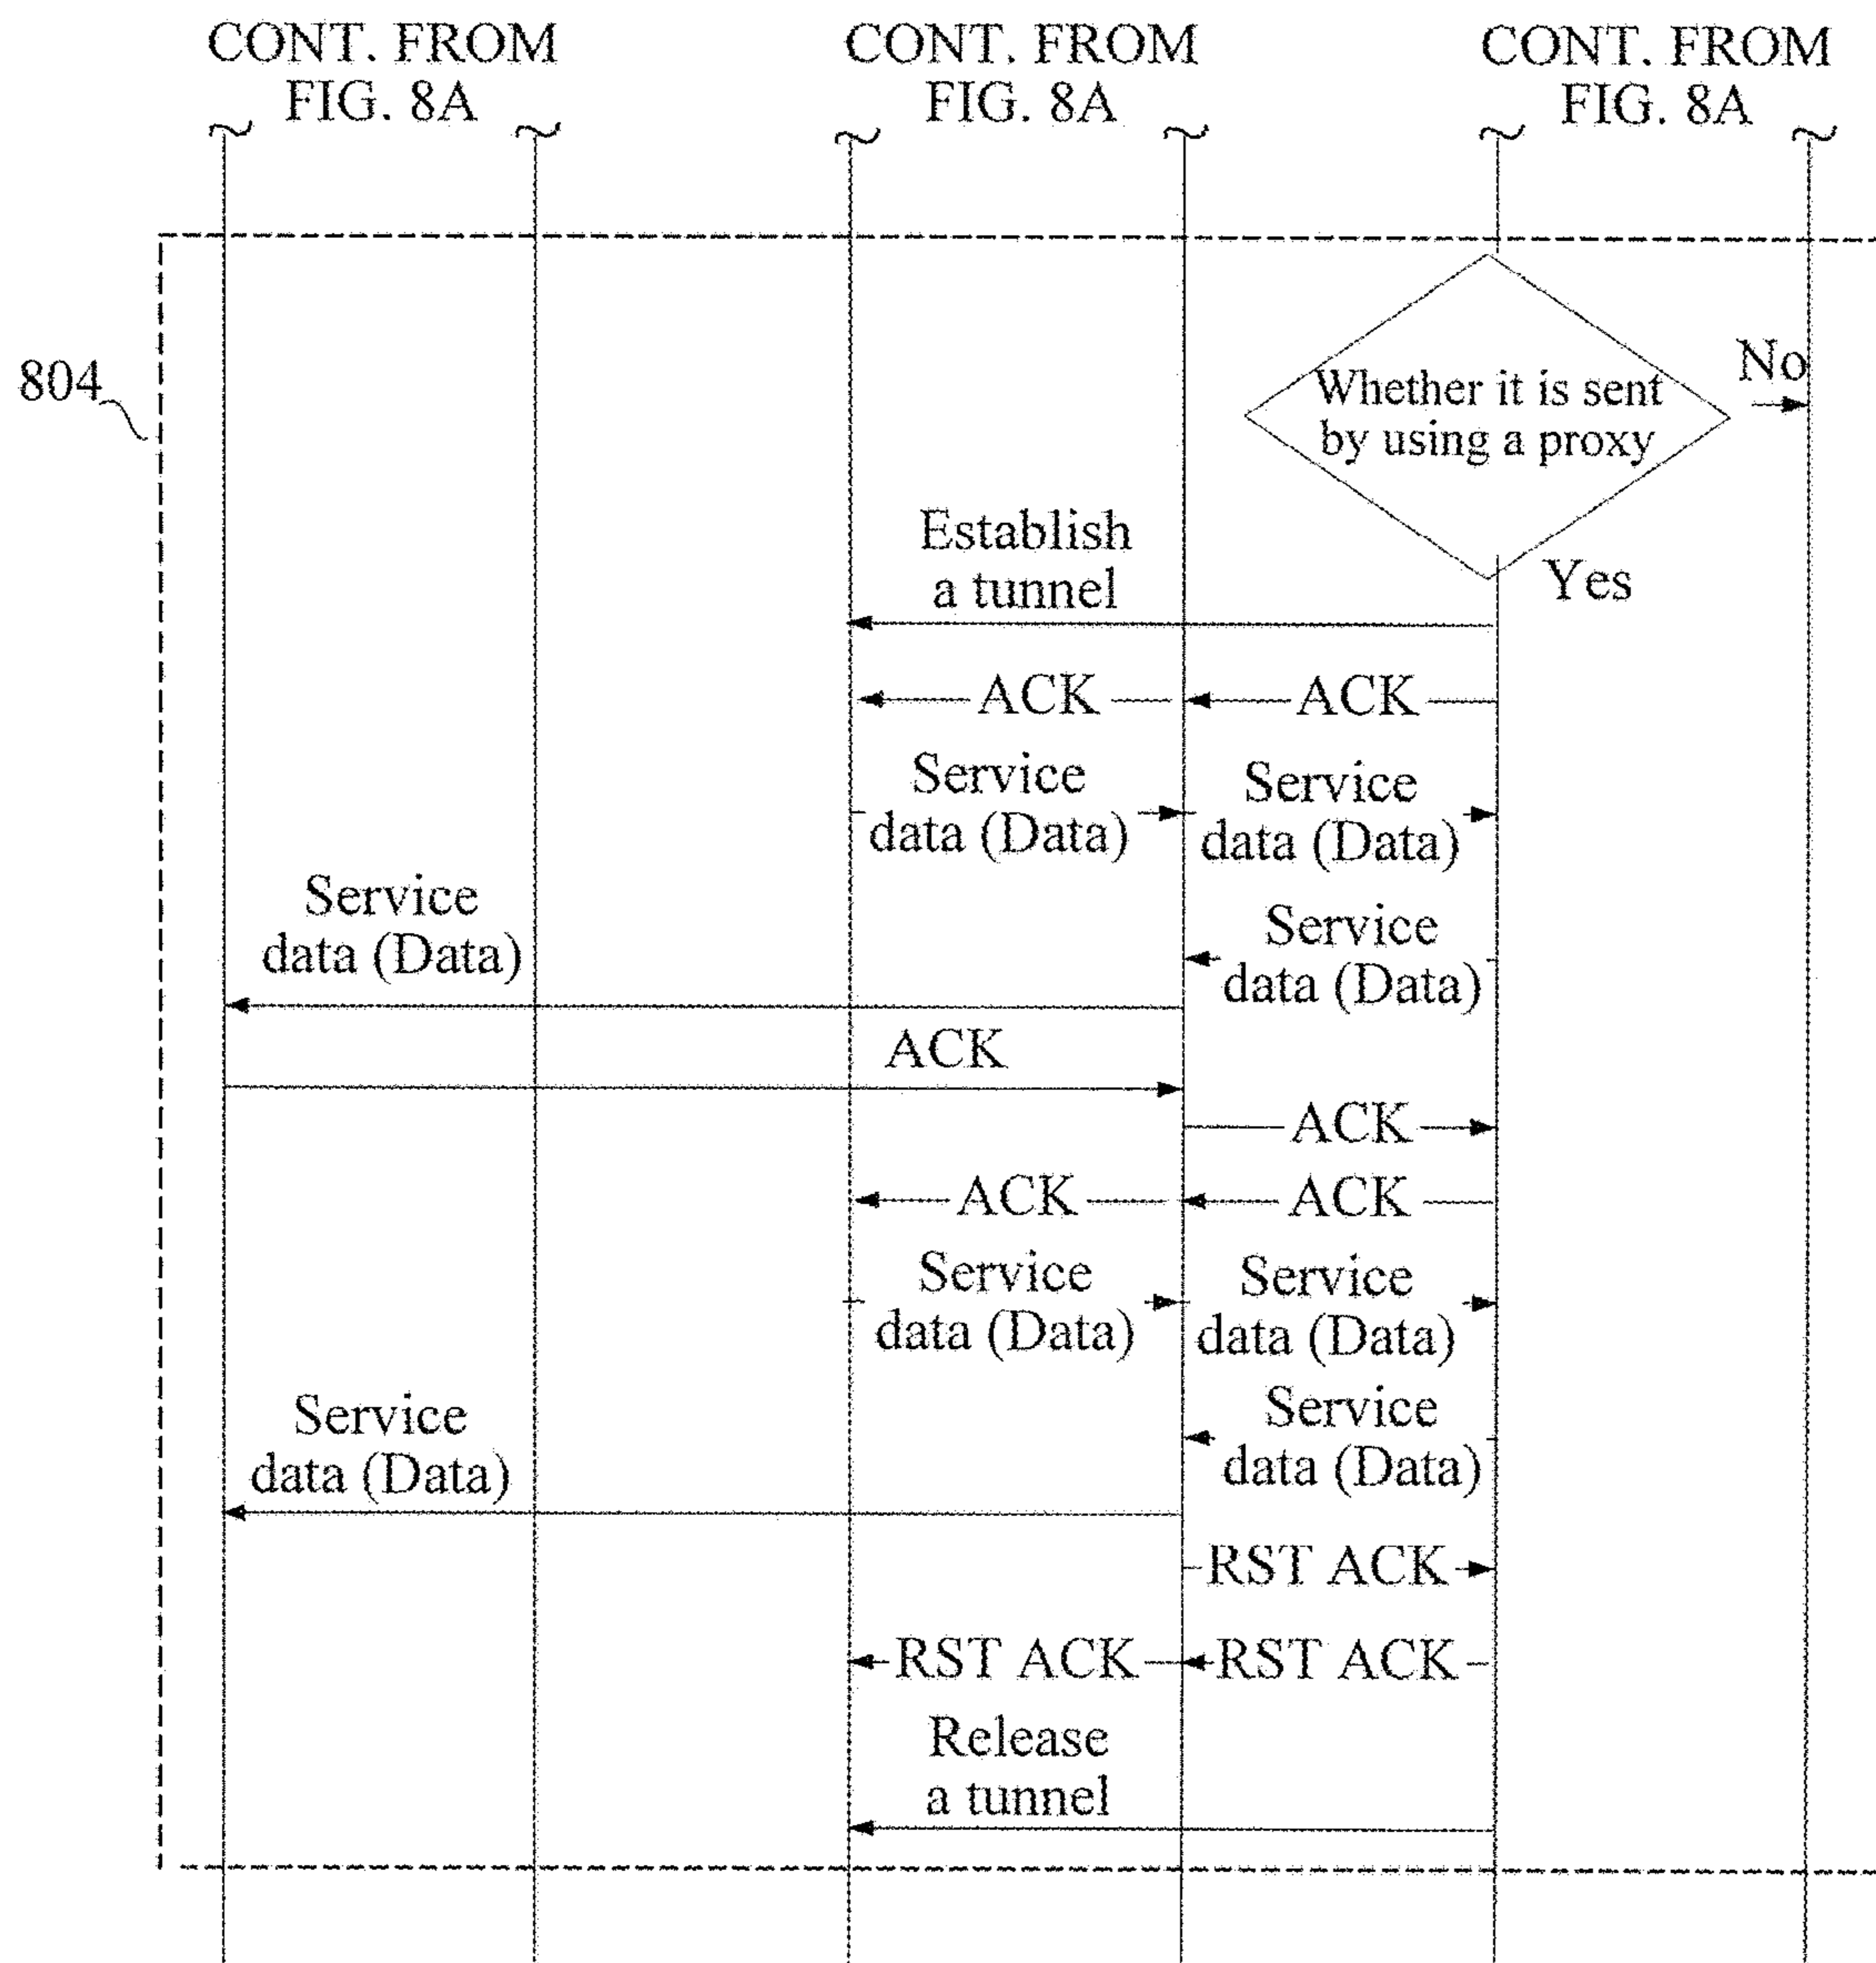 CONT. FROM
FIG. 8A
CONT. FROM
FIG. 8A
CONT. FROM
FIG. 8A
804
Whether it is sent
by using a proxy
No
Yes
Establish
a tunnel
ACK
ACK
Service
data (Data)
Service
data (Data)
Service
data (Data)
Service
data (Data)
ACK
ACK
ACK
ACK
Service
data (Data)
Service
data (Data)
Service
data (Data)
Service
data (Data)
RST ACK
RST ACK
RST ACK
Release
a tunnel